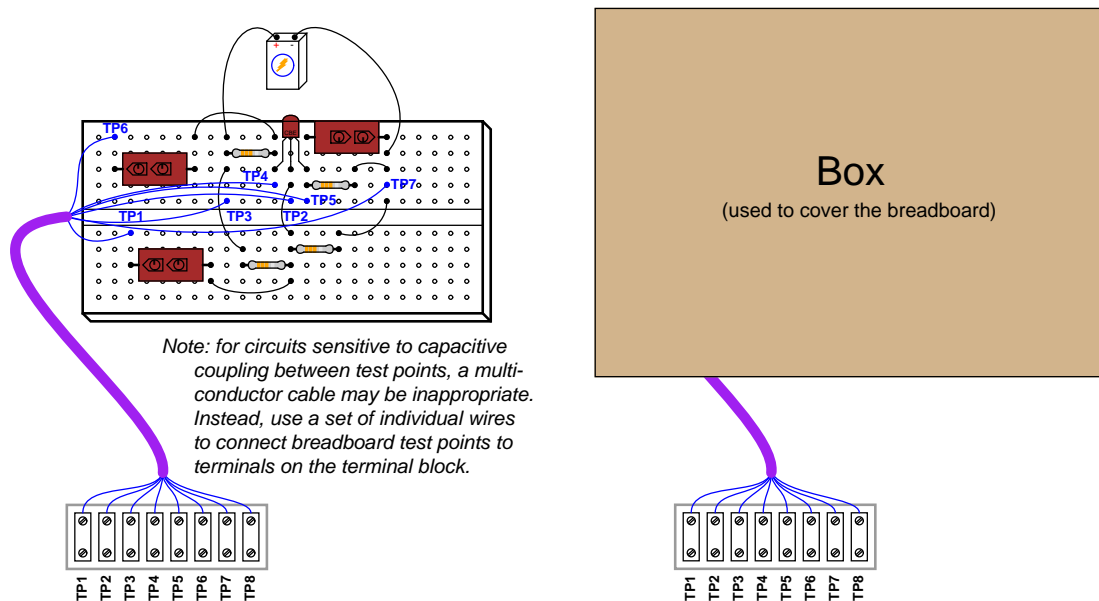 + -
CBE
TP6
TP4
TP7
TP5
TP1
TP3
TP2
Note: for circuits sensitive to capacitive
coupling between test points, a multi-
conductor cable may be inappropriate.
Instead, use a set of individual wires
to connect breadboard test points to
terminals on the terminal block.
TP1
TP2
TP3
TP4
TP5
TP6
TP7
TP8
Box
(used to cover the breadboard)
TP1
TP2
TP3
TP4
TP5
TP6
TP7
TP8